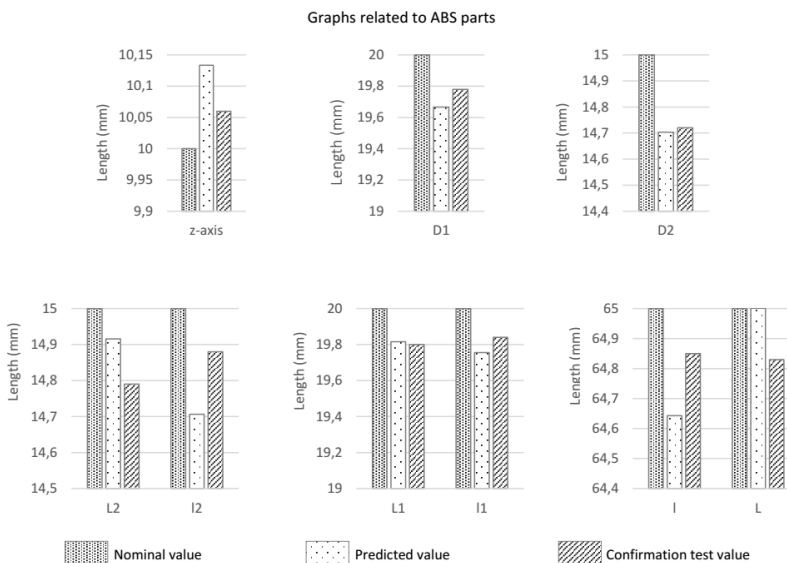 Graphs related to ABS parts
Length (mm)
10,15
10,1
10,05
10
9,95
9,9
z-axis
Length (mm)
20
19,8
19,6
19,4
19,2
19
D1
Length (mm)
15
14,9
14,8
14,7
14,6
14,5
14,4
D2
Length (mm)
15
14,9
14,8
14,7
14,6
14,5
L2
l2
Length (mm)
20
19,8
19,6
19,4
19,2
19
L1
l1
Length (mm)
65
64,9
64,8
64,7
64,6
64,5
64,4
l
L
Nominal value
Predicted value
Confirmation test value